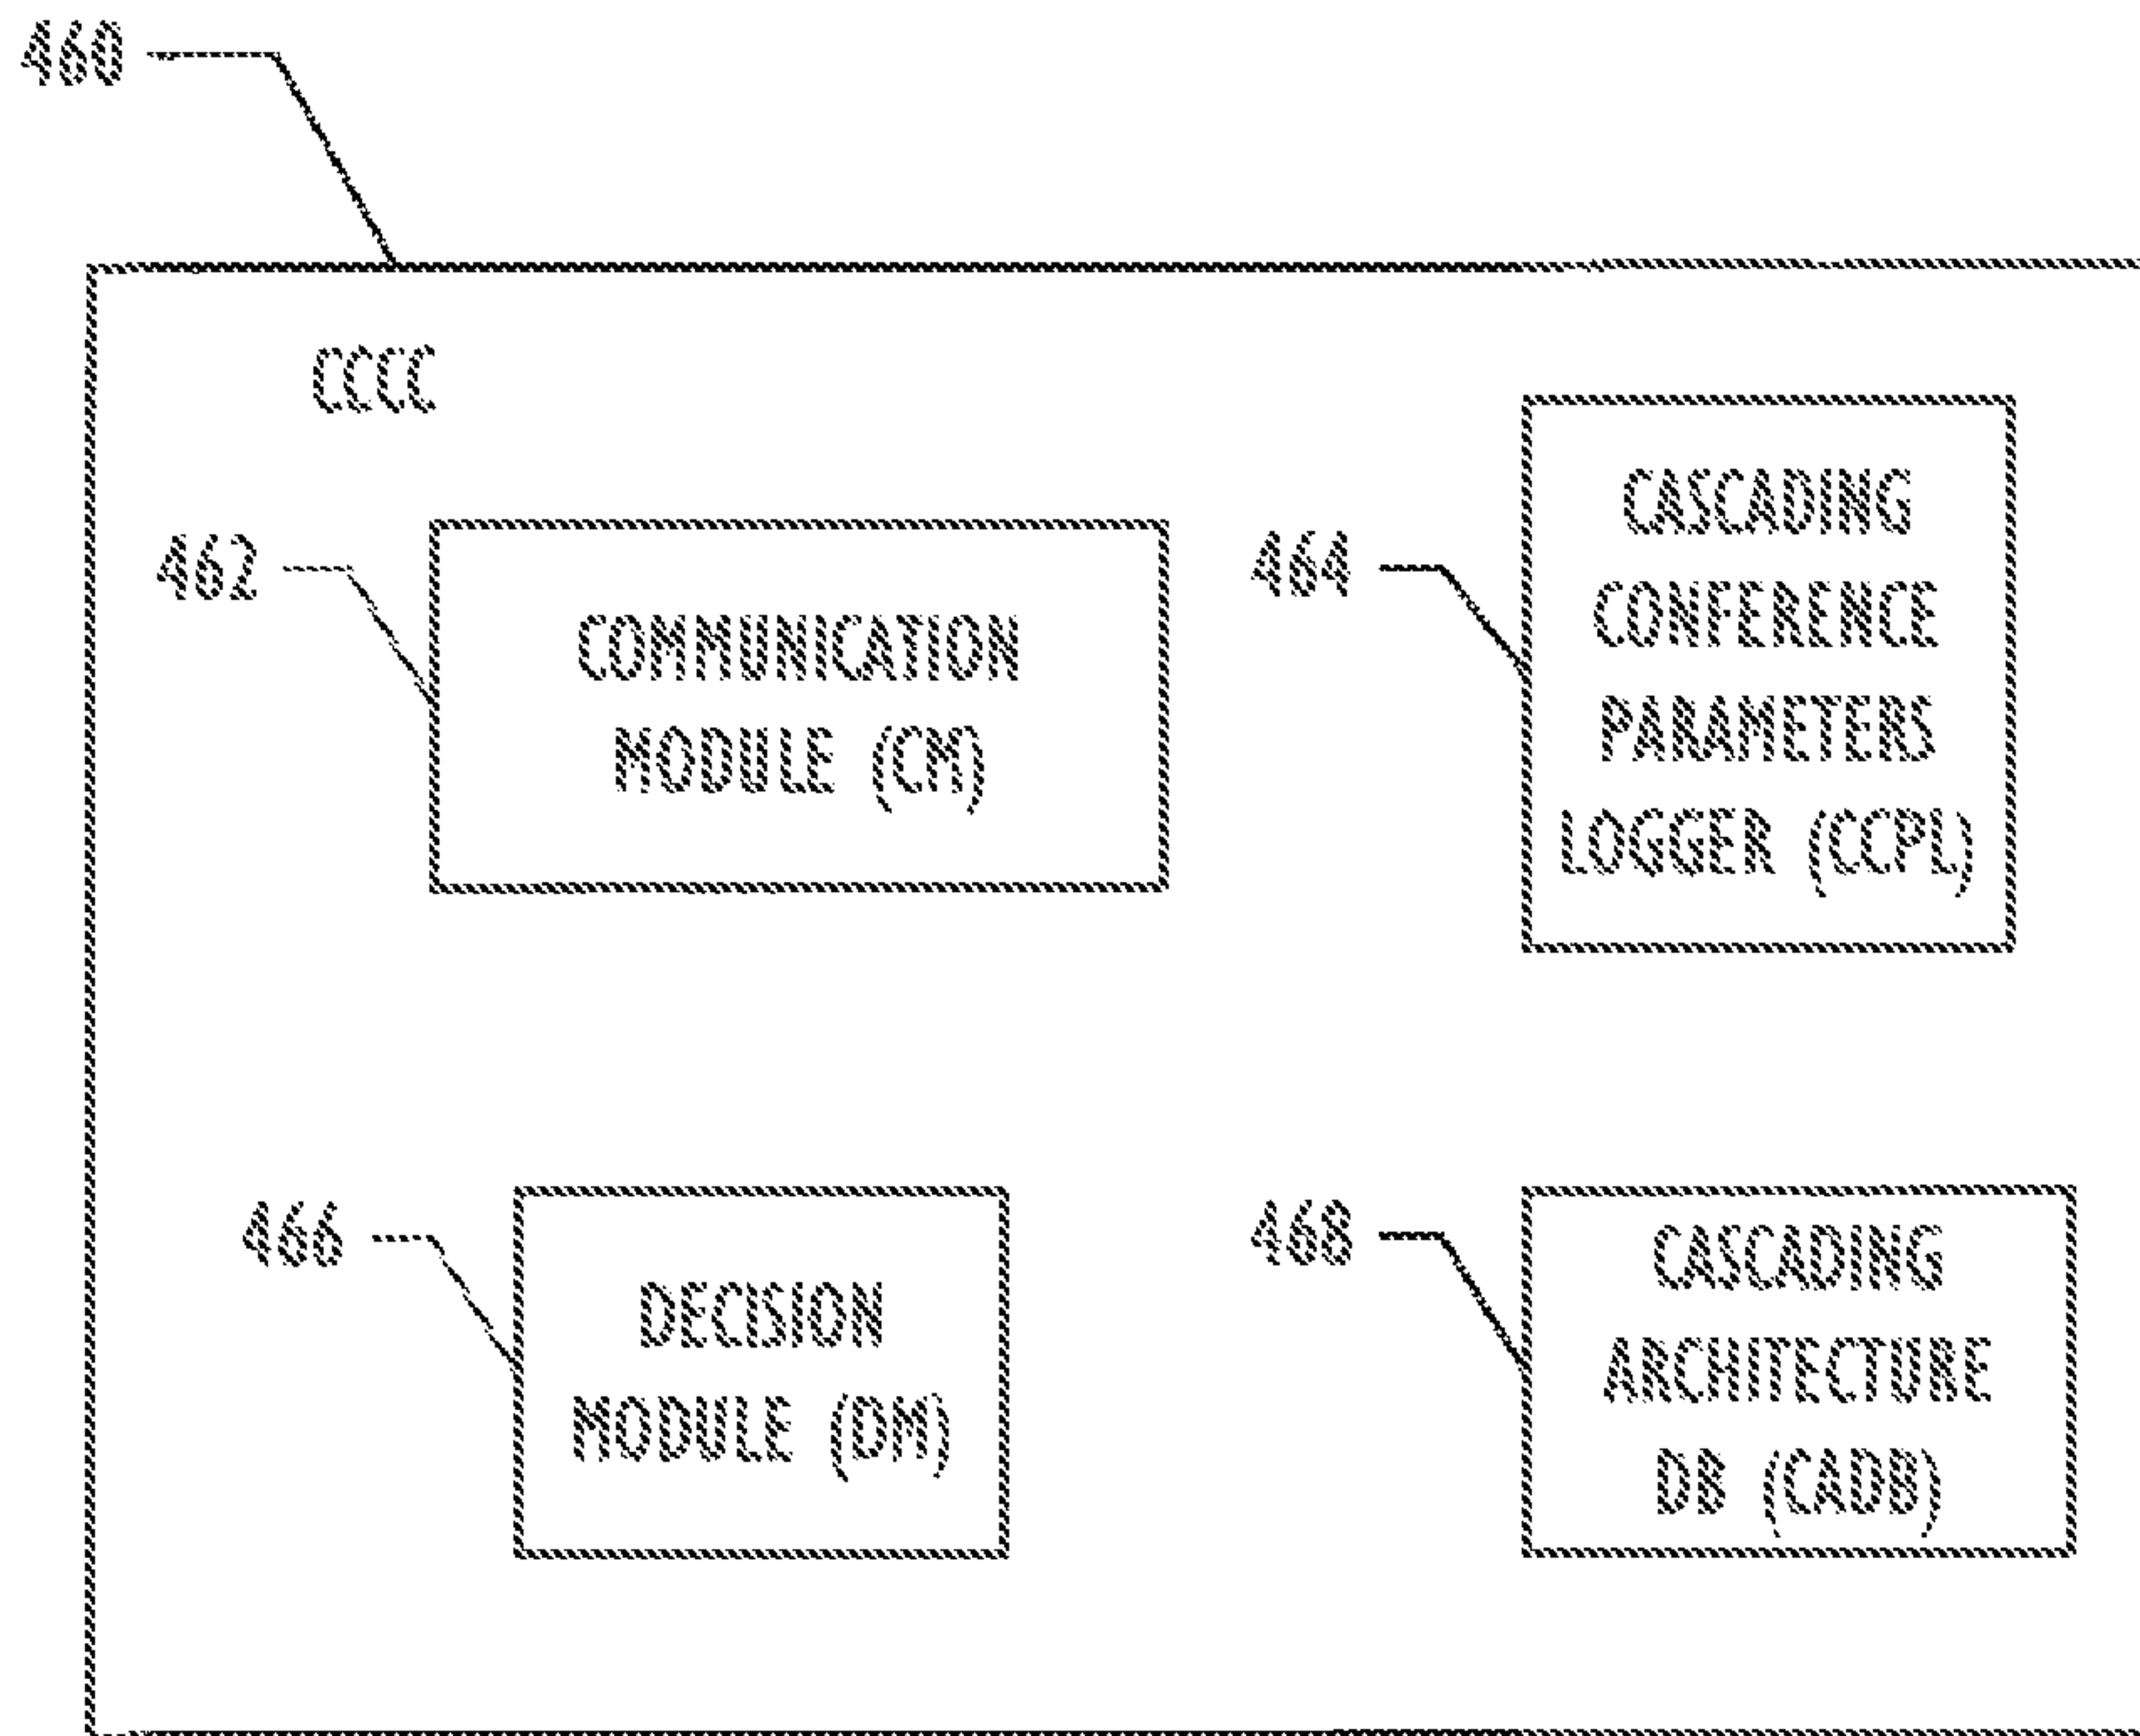 460
CCCC
462
COMMUNICATION
MODULE (CM)
464
CASCADING
CONFERENCE
PARAMETERS
LOGGER (CCPL)
466
DECISION
MODULE (DM)
468
CASCADING
ARCHITECTURE
DB (CADB)